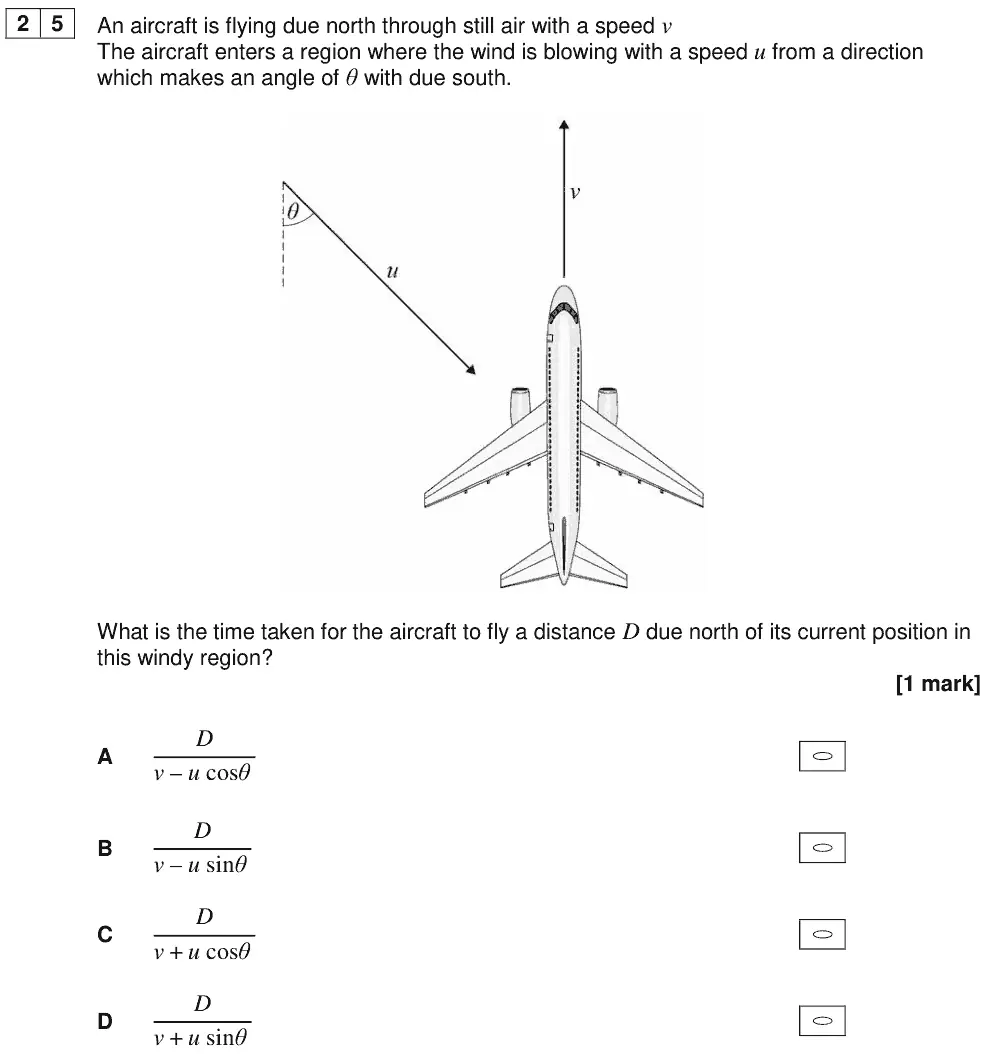 2 5 An aircraft is flying due north through still air with a speed v
The aircraft enters a region where the wind is blowing with a speed u from a direction
which makes an angle of θ with due south.
v
θ
u
What is the time taken for the aircraft to fly a distance D due north of its current position in
this windy region?
[1 mark]
A D
v – u cosθ
B D
v – u sinθ
C D
v + u cosθ
D D
v + u sinθ